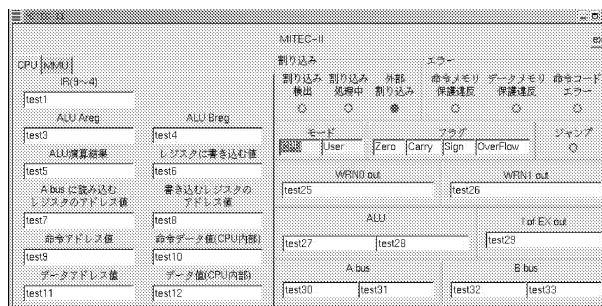 MITEC-II
ex
CPU MMU
割り込み
エラー
IR(9～4)
割り込み検出
割り込み処理中
外部割り込み
命令メモリ保護違反
データメモリ保護違反
命令コードエラー
test1
ALU Areg
ALU Breg
test3
test4
モード
フラグ
ジャンプ
User
Zero
Carry
Sign
OverFlow
ALU演算結果
レジスタに書き込む値
test5
test6
WRN0 out
WRN1 out
test25
test26
A bus に読み込む
レジスタのアドレス値
書き込むレジスタの
アドレス値
test7
test8
ALU
T of EX out
test27
test28
test29
命令アドレス値
命令データ値(CPU内部)
test9
test10
A bus
B bus
データアドレス値
データ値(CPU内部)
test11
test12
test30
test31
test32
test33